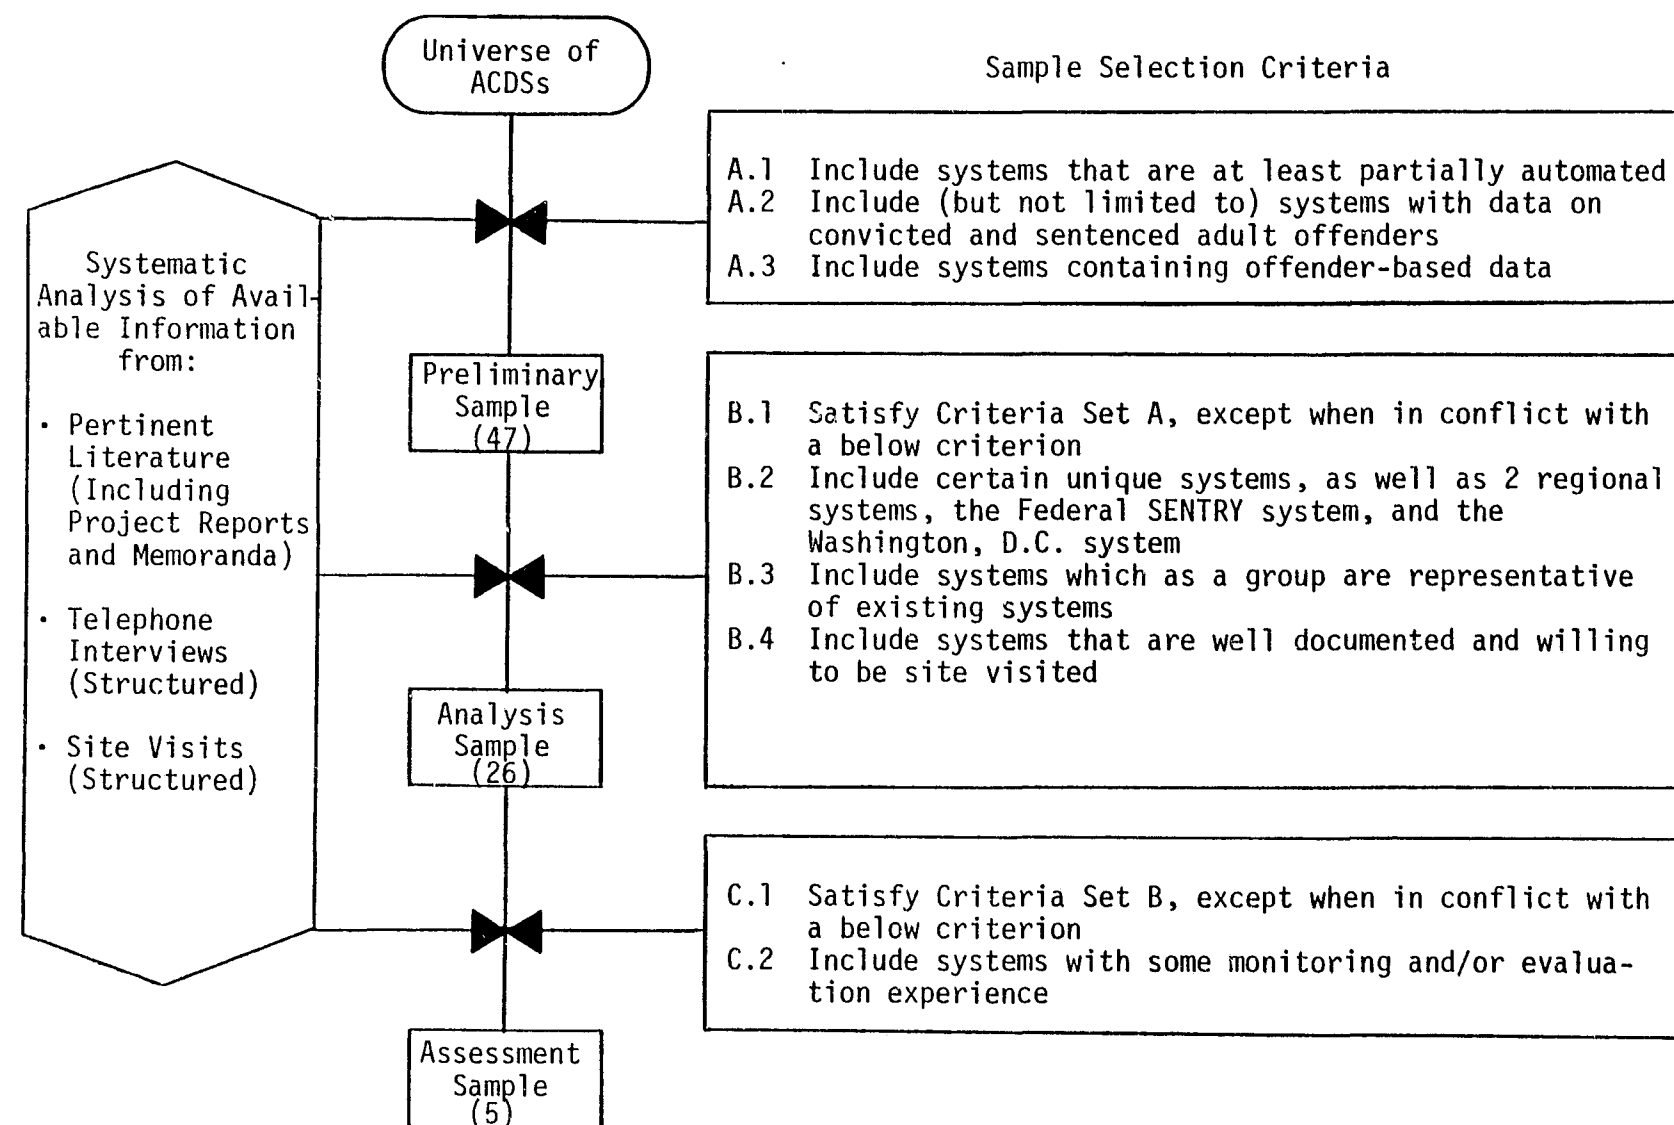 Universe of
ACDSs
Sample Selection Criteria
A.1 Include systems that are at least partially automated
A.2 Include (but not limited to) systems with data on
convicted and sentenced adult offenders
A.3 Include systems containing offender-based data
Systematic
Analysis of Avail-
able Information
from:
• Pertinent
Literature
(Including
Project Reports
and Memoranda)
• Telephone
Interviews
(Structured)
• Site Visits
(Structured)
Preliminary
Sample
(47)
B.1 Satisfy Criteria Set A, except when in conflict with
a below criterion
B.2 Include certain unique systems, as well as 2 regional
systems, the Federal SENTRY system, and the
Washington, D.C. system
B.3 Include systems which as a group are representative
of existing systems
B.4 Include systems that are well documented and willing
to be site visited
Analysis
Sample
(26)
C.1 Satisfy Criteria Set B, except when in conflict with
a below criterion
C.2 Include systems with some monitoring and/or evalua-
tion experience
Assessment
Sample
(5)